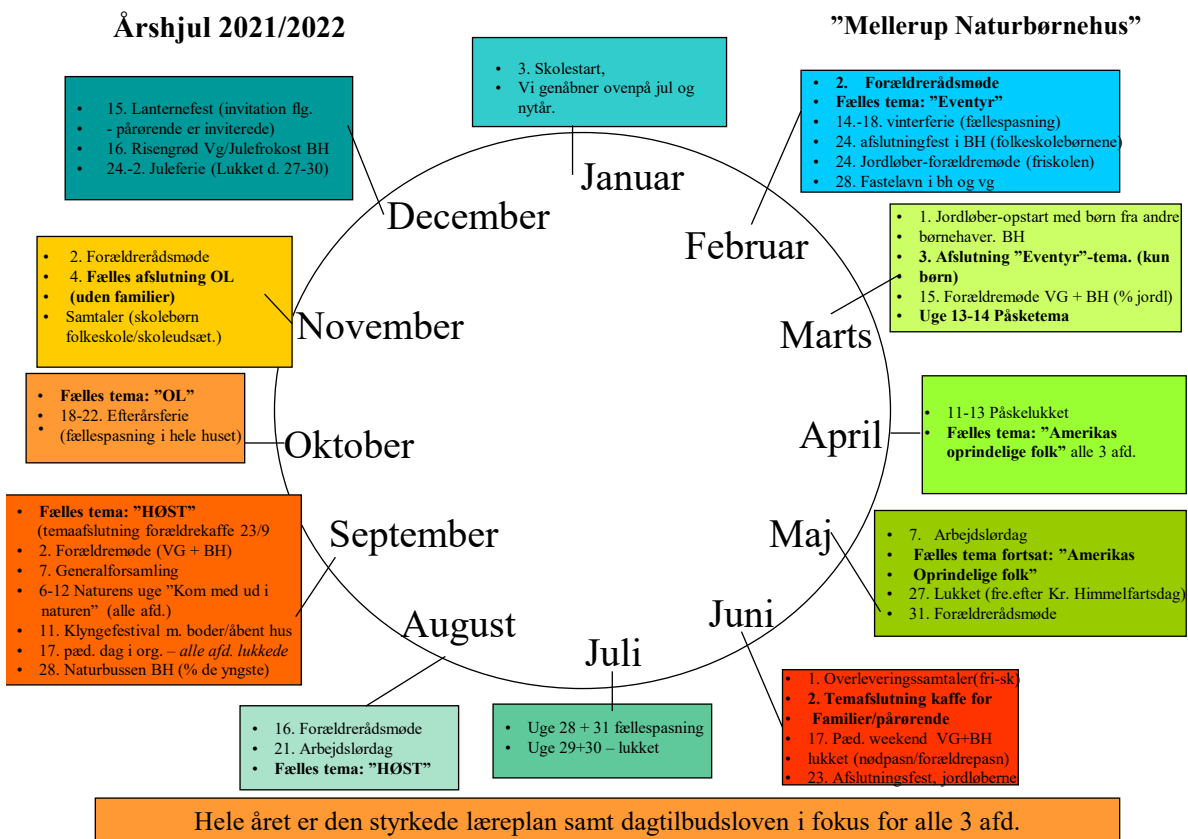 Årshjul 2021/2022
"Mellerup Naturbørnehus"
• 3. Skolestart,
• Vi genåbner ovenpå jul og
nytår.
Januar
• 2. Forældrerådsmøde
• Fælles tema: "Eventyr"
• 14.-18. vinterferie (fællespasning)
• 24. afslutningfest i BH (folkeskolebørnene)
• 24. Jordløber-forældremøde (friskolen)
• 28. Fastelavn i bh og vg
Februar
• 1. Jordløber-opstart med børn fra andre
• børnehaver. BH
• 3. Afslutning "Eventyr"-tema. (kun
• børn)
• 15. Forældremøde VG + BH (% jordl)
• Uge 13-14 Påsketema
Marts
• 11-13 Påskelukket
• Fælles tema: "Amerikas
oprindelige folk" alle 3 afd.
April
• 7. Arbejdslørdag
• Fælles tema fortsat: "Amerikas
• Oprindelige folk"
• 27. Lukket (fre.efter Kr. Himmelfartsdag)
• 31. Forældrerådsmøde
Maj
• 1. Overleveringssamtaler(fri-sk)
• 2. Temafslutning kaffe for
• Familier/pårørende
• 17. Pæd. weekend VG+BH
• lukket (nødpasn/forældrepasn)
• 23. Afslutningsfest, jordløberne
Juni
• Uge 28 + 31 fællespasning
• Uge 29+30 – lukket
Juli
• 16. Forældrerådsmøde
• 21. Arbejdslørdag
• Fælles tema: "HØST"
August
• Fælles tema: "HØST"
(temaafslutning forældrekaffe 23/9
• 2. Forældremøde (VG + BH)
• 7. Generalforsamling
• 6-12 Naturens uge "Kom med ud i
naturen" (alle afd.)
• 11. Klyngefestival m. boder/åbent hus
• 17. pæd. dag i org. – alle afd. lukkede
• 28. Naturbussen BH (% de yngste)
September
• Fælles tema: "OL"
• 18-22. Efterårsferie
• (fællespasning i hele huset)
Oktober
• 2. Forældrerådsmøde
• 4. Fælles afslutning OL
• (uden familier)
• Samtaler (skolebørn
folkeskole/skoleudsæt.)
November
• 15. Lanternefest (invitation flg.
• - pårørende er inviterede)
• 16. Risengrød Vg/Julefrokost BH
• 24.-2. Juleferie (Lukket d. 27-30)
December
Hele året er den styrkede læreplan samt dagtilbudsloven i fokus for alle 3 afd.